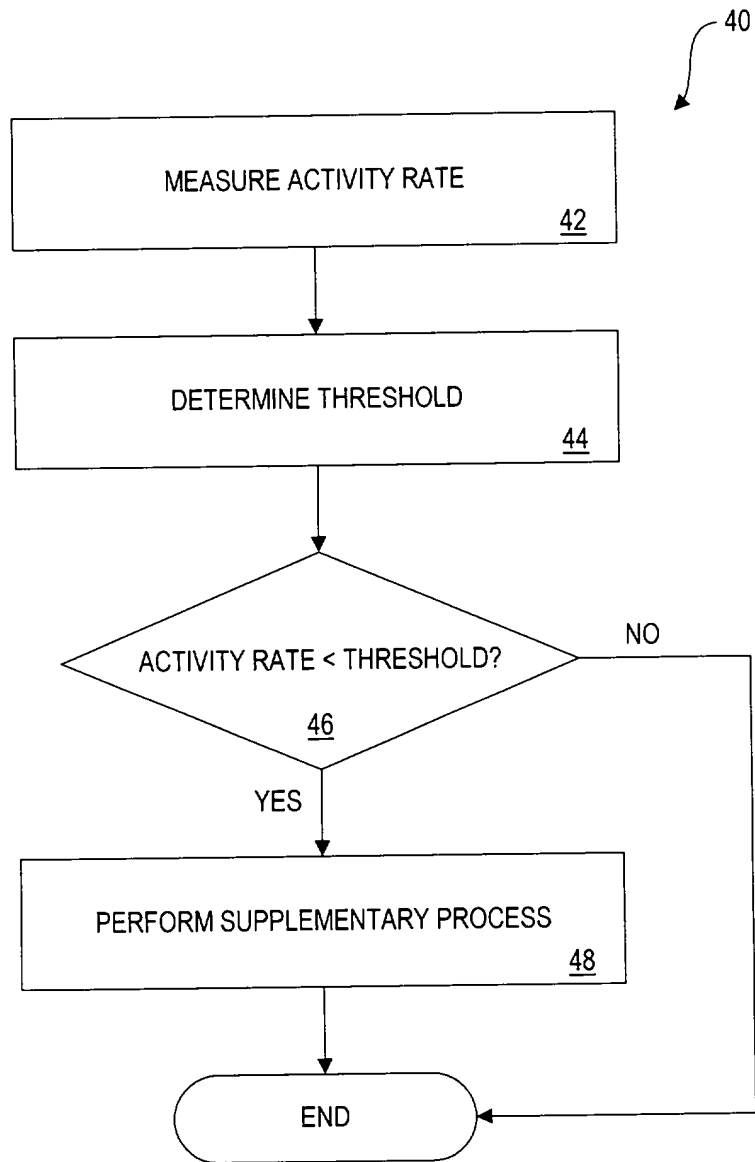 40
MEASURE ACTIVITY RATE
42
DETERMINE THRESHOLD
44
ACTIVITY RATE < THRESHOLD?
46
NO
YES
PERFORM SUPPLEMENTARY PROCESS
48
END